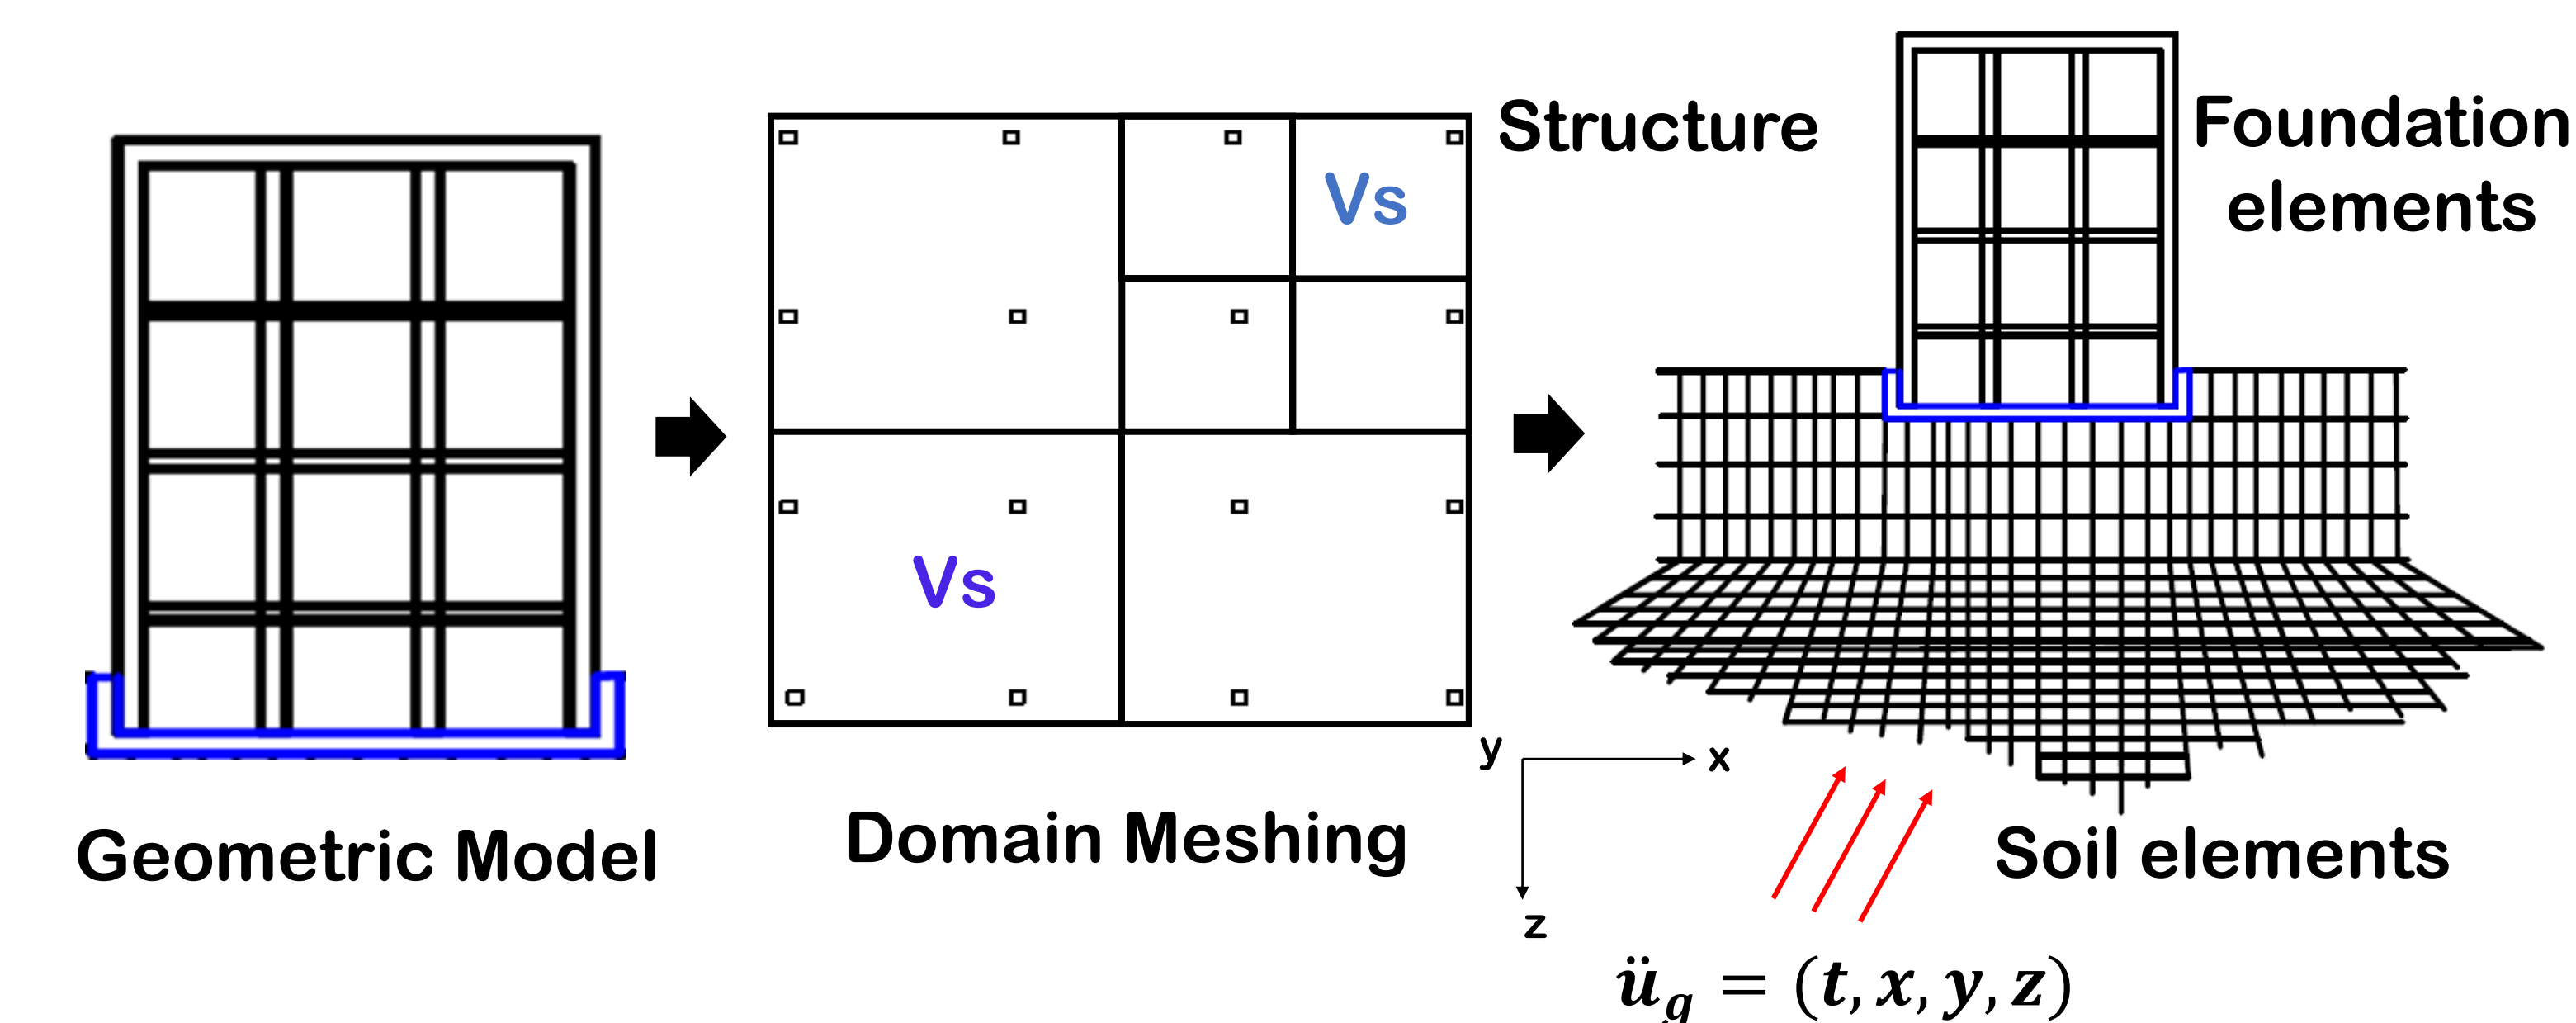 Geometric Model
Vs
Vs
Domain Meshing
Structure
Foundation
elements
y
x
z
Soil elements
ü_g = (t, x, y, z)